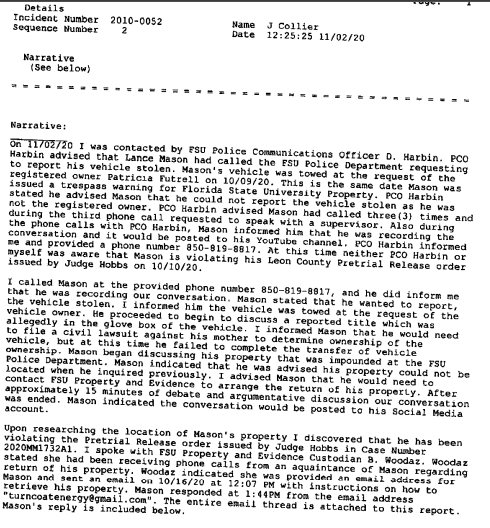 Page: 1
Details
Incident Number 2010-0052 Name J Collier
Sequence Number 2 Date 12:25:25 11/02/20
Narrative
(See below)
= = = = = = = = = = = = = = = = = = = = = = = = = = = = = = = = = = = = = = =
Narrative:
On 11/02/20 I was contacted by FSU Police Communications Officer D. Harbin. PCO
Harbin advised that Lance Mason had called the FSU Police Department requesting
to report his vehicle stolen. Mason's vehicle was towed at the request of the
registered owner Patricia Futrell on 10/09/20. This is the same date Mason was
issued a trespass warning for Florida State University Property. PCO Harbin
stated he advised Mason that he could not report the vehicle stolen as he was
not the registered owner. PCO Harbin advised Mason had called three(3) times and
during the third phone call requested to speak with a supervisor. Also during
the phone calls with PCO Harbin, Mason informed him that he was recording the
conversation and it would be posted to his YouTube channel. PCO Harbin informed
me and provided a phone number 850-819-8817. At this time neither PCO Harbin or
myself was aware that Mason is violating his Leon County Pretrial Release order
issued by Judge Hobbs on 10/10/20.
I called Mason at the provided phone number 850-819-8817, and he did inform me
that he was recording our conversation. Mason stated that he wanted to report,
the vehicle stolen. I informed him the vehicle was towed at the request of the
vehicle owner. He proceeded to begin to discuss a reported title which was
allegedly in the glove box of the vehicle. I informed Mason that he would need
to file a civil lawsuit against his mother to determine ownership of the
vehicle, but at this time he failed to complete the transfer of vehicle
ownership. Mason began discussing his property that was impounded at the FSU
Police Department. Mason indicated that he was advised his property could not be
located when he inquired previously. I advised Mason that he would need to
contact FSU Property and Evidence to arrange the return of his property. After
approximately 15 minutes of debate and argumentative discussion our conversation
was ended. Mason indicated the conversation would be posted to his Social Media
account.
Upon researching the location of Mason's property I discovered that he has been
violating the Pretrial Release order issued by Judge Hobbs in Case Number
2020MM1732A1. I spoke with FSU Property and Evidence Custodian B. Woodaz. Woodaz
stated she had been receiving phone calls from an aquaintance of Mason regarding
return of his property. Woodaz indicated she was provided an email address for
Mason and sent an email on 10/16/20 at 12:07 PM with instructions on how to
retrieve his property. Mason responded at 1:44PM from the email address
"turncoatenergy@gmail.com". The entire email thread is attached to this report.
Mason's reply is included below.